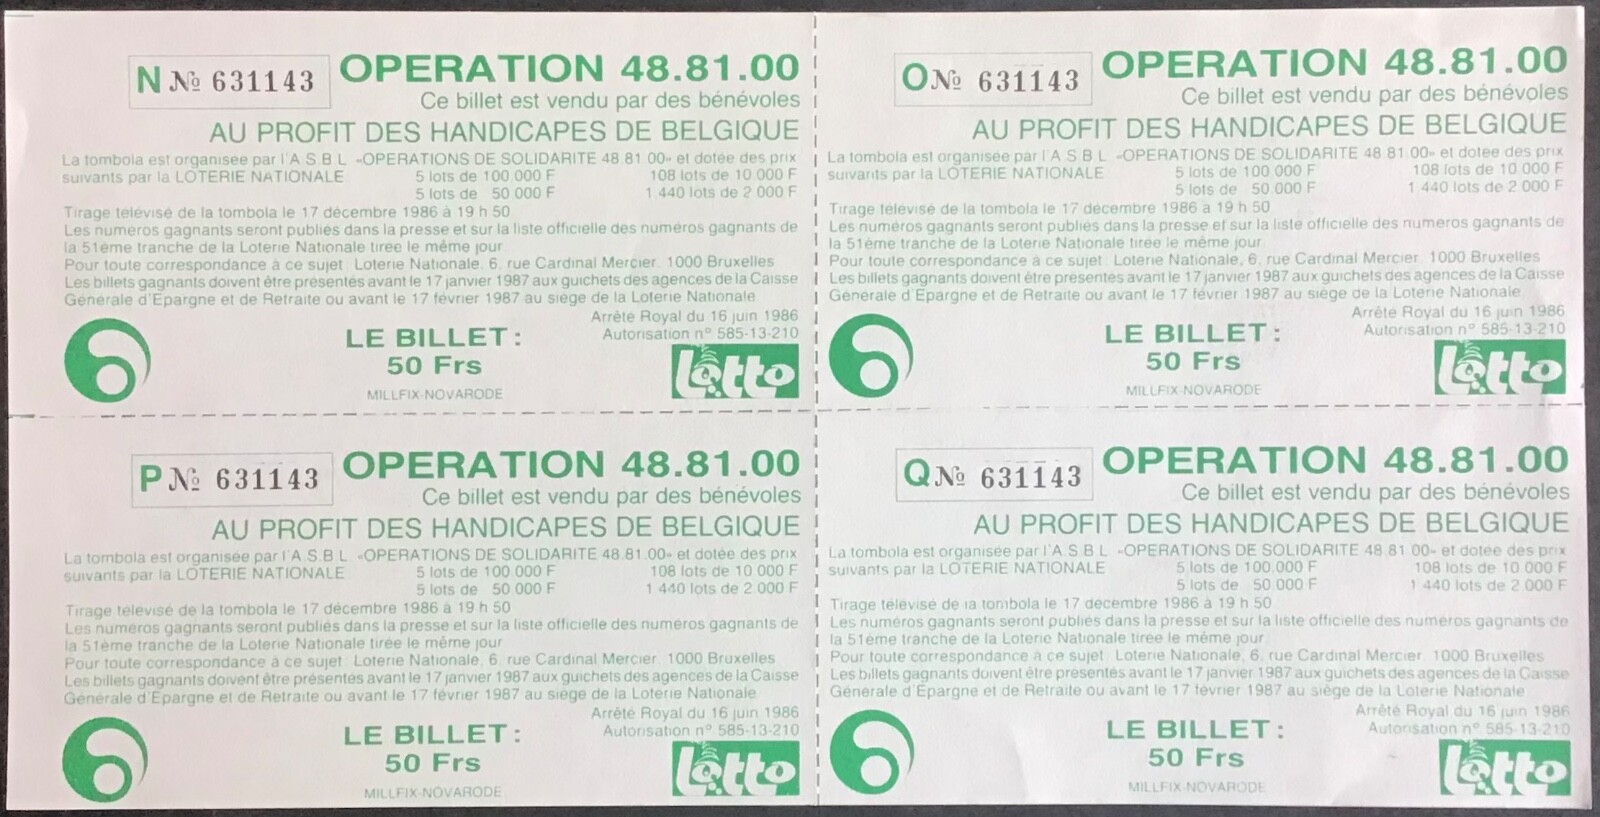 N № 631143
OPERATION 48.81.00
Ce billet est vendu par des bénévoles
AU PROFIT DES HANDICAPES DE BELGIQUE
La tombola est organisée par l'A.S.B.L «OPERATIONS DE SOLIDARITE 48 81 00» et dotée des prix
suivants par la LOTERIE NATIONALE 5 lots de 100 000 F 108 lots de 10 000 F
5 lots de 50 000 F 1 440 lots de 2 000 F
Tirage télévisé de la tombola le 17 décembre 1986 à 19 h 50
Les numéros gagnants seront publiés dans la presse et sur la liste officielle des numéros gagnants de
la 51ème tranche de la Loterie Nationale tirée le même jour
Pour toute correspondance à ce sujet Loterie Nationale, 6, rue Cardinal Mercier, 1000 Bruxelles
Les billets gagnants doivent être présentés avant le 17 janvier 1987 aux guichets des agences de la Caisse
Générale d'Epargne et de Retraite ou avant le 17 février 1987 au siège de la Loterie Nationale
Arrêté Royal du 16 juin 1986
Autorisation n° 585-13-210
LE BILLET :
50 Frs
MILLFIX-NOVARODE
Lotto
O № 631143
OPERATION 48.81.00
Ce billet est vendu par des bénévoles
AU PROFIT DES HANDICAPES DE BELGIQUE
La tombola est organisée par l'A.S.B.L «OPERATIONS DE SOLIDARITE 48 81 00» et dotée des prix
suivants par la LOTERIE NATIONALE 5 lots de 100 000 F 108 lots de 10 000 F
5 lots de 50 000 F 1 440 lots de 2 000 F
Tirage télévisé de la tombola le 17 décembre 1986 à 19 h 50
Les numéros gagnants seront publiés dans la presse et sur la liste officielle des numéros gagnants de
la 51ème tranche de la Loterie Nationale tirée le même jour
Pour toute correspondance à ce sujet Loterie Nationale, 6, rue Cardinal Mercier, 1000 Bruxelles
Les billets gagnants doivent être présentés avant le 17 janvier 1987 aux guichets des agences de la Caisse
Générale d'Epargne et de Retraite ou avant le 17 février 1987 au siège de la Loterie Nationale
Arrêté Royal du 16 juin 1986
Autorisation n° 585-13-210
LE BILLET :
50 Frs
MILLFIX-NOVARODE
Lotto
P № 631143
OPERATION 48.81.00
Ce billet est vendu par des bénévoles
AU PROFIT DES HANDICAPES DE BELGIQUE
La tombola est organisée par l'A.S.B.L «OPERATIONS DE SOLIDARITE 48 81 00» et dotée des prix
suivants par la LOTERIE NATIONALE 5 lots de 100 000 F 108 lots de 10 000 F
5 lots de 50 000 F 1 440 lots de 2 000 F
Tirage télévisé de la tombola le 17 décembre 1986 à 19 h 50
Les numéros gagnants seront publiés dans la presse et sur la liste officielle des numéros gagnants de
la 51ème tranche de la Loterie Nationale tirée le même jour
Pour toute correspondance à ce sujet Loterie Nationale, 6, rue Cardinal Mercier, 1000 Bruxelles
Les billets gagnants doivent être présentés avant le 17 janvier 1987 aux guichets des agences de la Caisse
Générale d'Epargne et de Retraite ou avant le 17 février 1987 au siège de la Loterie Nationale
Arrêté Royal du 16 juin 1986
Autorisation n° 585-13-210
LE BILLET :
50 Frs
MILLFIX-NOVARODE
Lotto
Q № 631143
OPERATION 48.81.00
Ce billet est vendu par des bénévoles
AU PROFIT DES HANDICAPES DE BELGIQUE
La tombola est organisée par l'A.S.B.L «OPERATIONS DE SOLIDARITE 48 81 00» et dotée des prix
suivants par la LOTERIE NATIONALE 5 lots de 100 000 F 108 lots de 10 000 F
5 lots de 50 000 F 1 440 lots de 2 000 F
Tirage télévisé de la tombola le 17 décembre 1986 à 19 h 50
Les numéros gagnants seront publiés dans la presse et sur la liste officielle des numéros gagnants de
la 51ème tranche de la Loterie Nationale tirée le même jour
Pour toute correspondance à ce sujet Loterie Nationale, 6, rue Cardinal Mercier, 1000 Bruxelles
Les billets gagnants doivent être présentés avant le 17 janvier 1987 aux guichets des agences de la Caisse
Générale d'Epargne et de Retraite ou avant le 17 février 1987 au siège de la Loterie Nationale
Arrêté Royal du 16 juin 1986
Autorisation n° 585-13-210
LE BILLET :
50 Frs
MILLFIX-NOVARODE
Lotto